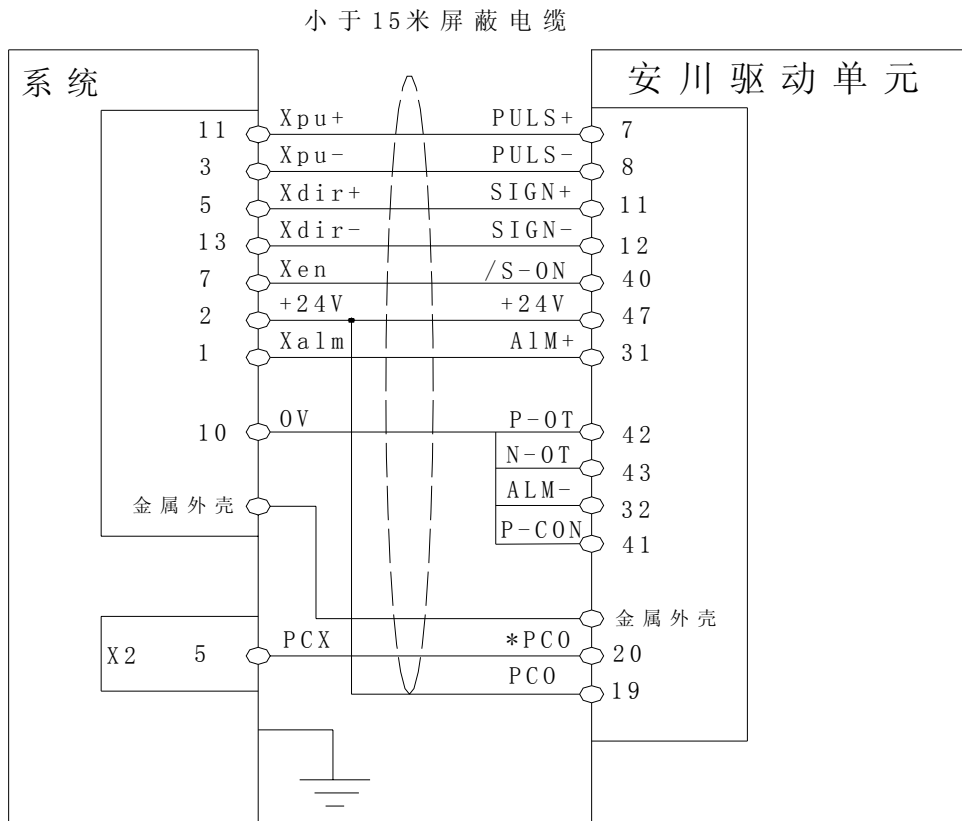 小于15米屏蔽电缆
系统
安川驱动单元
11 Xpu+ PULS+ 7
3 Xpu- PULS- 8
5 Xdir+ SIGN+ 11
13 Xdir- SIGN- 12
7 Xen /S-ON 40
2 +24V +24V 47
1 Xalm AlM+ 31
10 0V P-OT 42
N-OT 43
ALM- 32
P-CON 41
金属外壳
金属外壳
X2 5 PCX *PCO 20
PCO 19